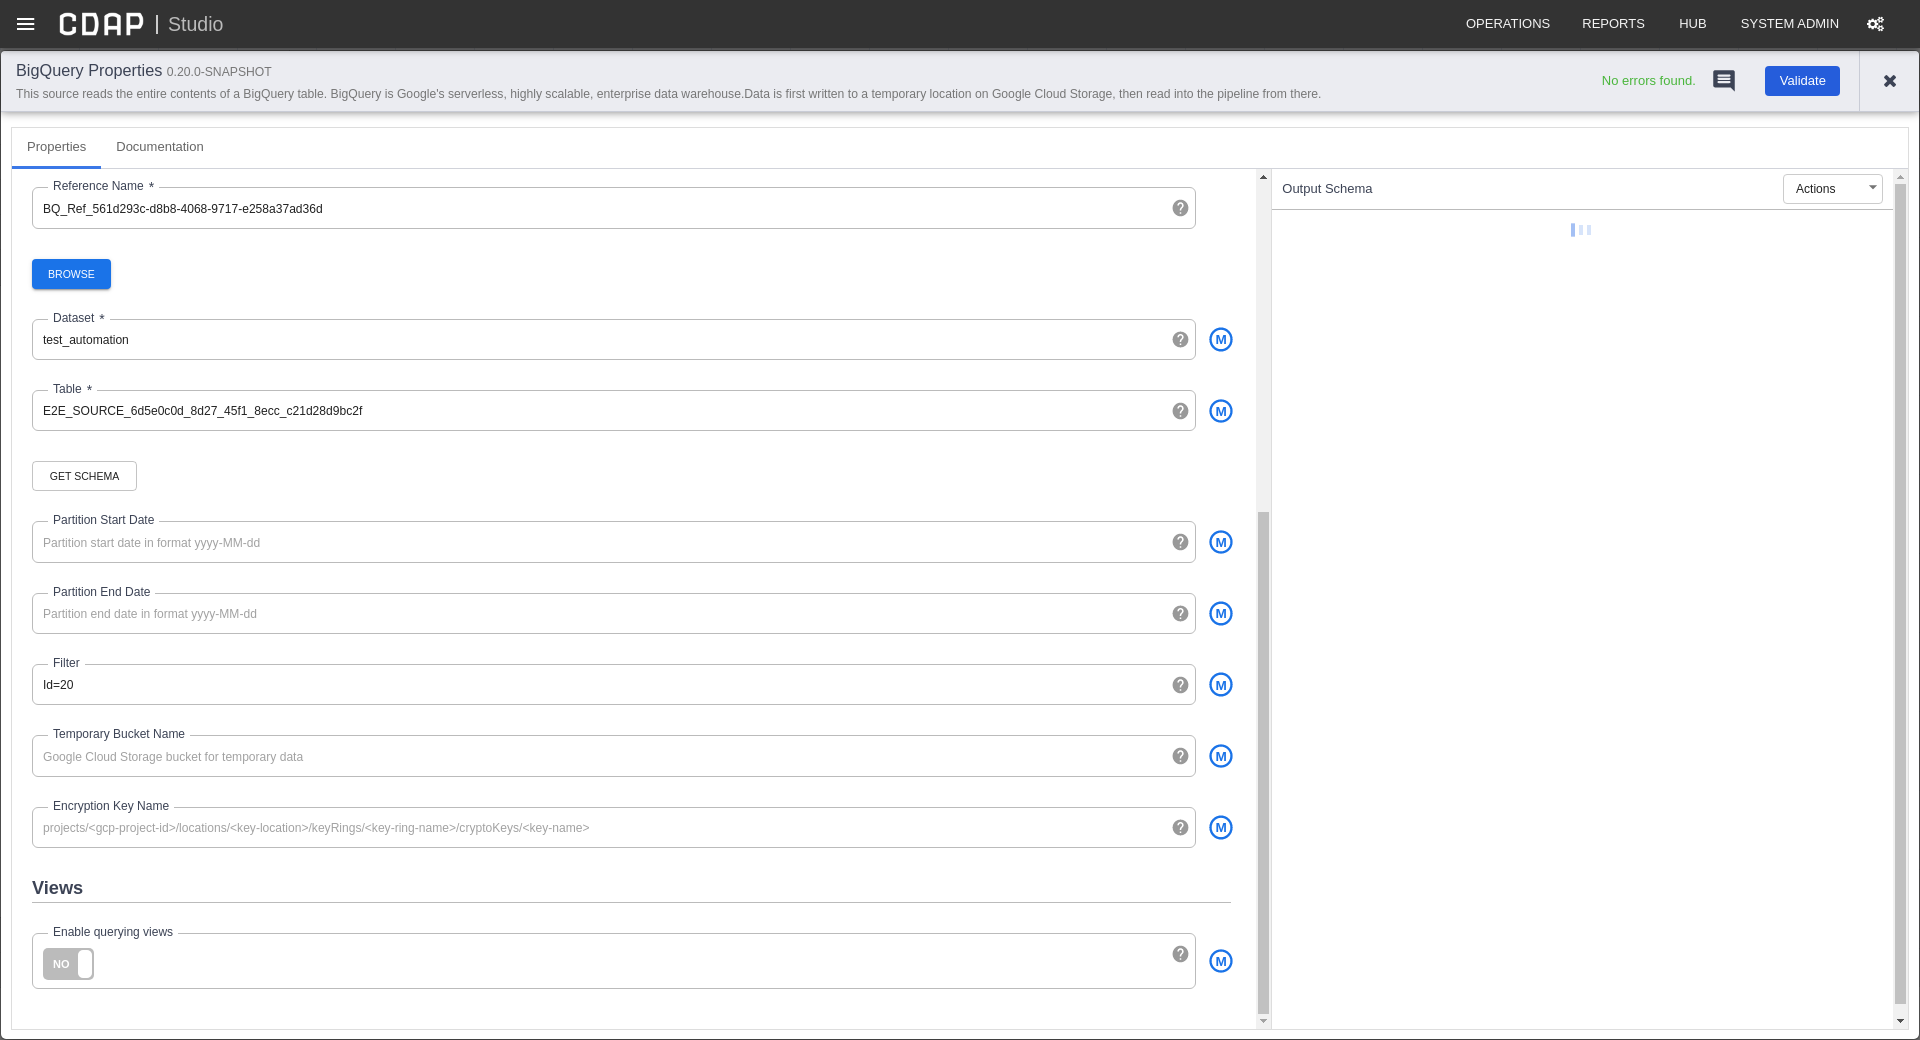 CDAP | Studio
OPERATIONS REPORTS HUB SYSTEM ADMIN
BigQuery Properties 0.20.0-SNAPSHOT
This source reads the entire contents of a BigQuery table. BigQuery is Google's serverless, highly scalable, enterprise data warehouse.Data is first written to a temporary location on Google Cloud Storage, then read into the pipeline from there.
No errors found.
Validate
Properties Documentation
Reference Name *
BQ_Ref_561d293c-d8b8-4068-9717-e258a37ad36d
?
BROWSE
Dataset *
test_automation
? M
Table *
E2E_SOURCE_6d5e0c0d_8d27_45f1_8ecc_c21d28d9bc2f
? M
GET SCHEMA
Partition Start Date
Partition start date in format yyyy-MM-dd
? M
Partition End Date
Partition end date in format yyyy-MM-dd
? M
Filter
Id=20
? M
Temporary Bucket Name
Google Cloud Storage bucket for temporary data
? M
Encryption Key Name
projects/<gcp-project-id>/locations/<key-location>/keyRings/<key-ring-name>/cryptoKeys/<key-name>
? M
Views
Enable querying views
NO
? M
Output Schema
Actions